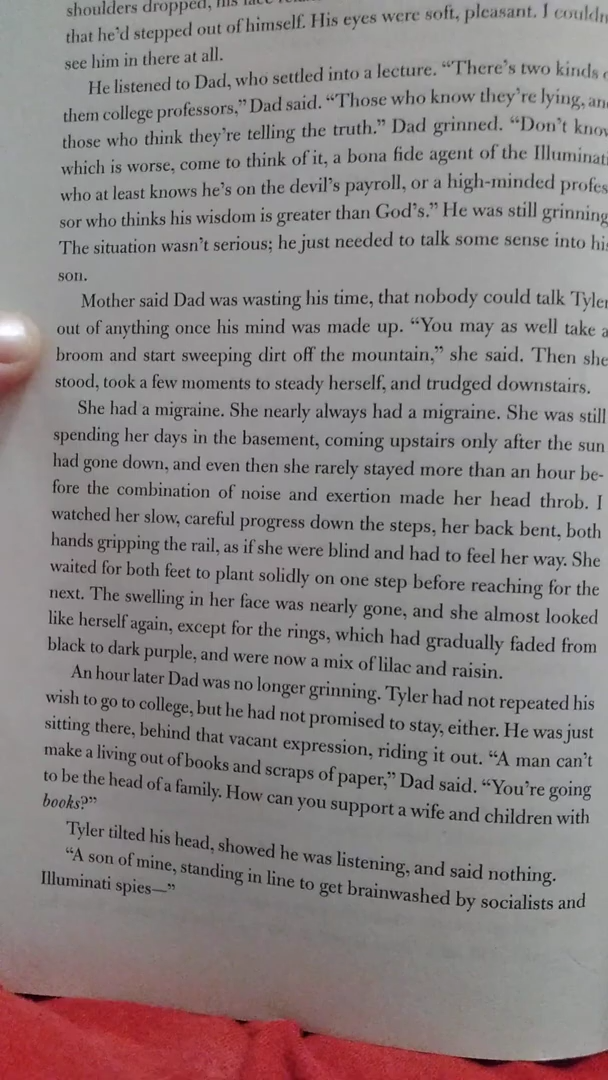 shoulders dropped, his face
that he'd stepped out of himself. His eyes were soft, pleasant. I
see him in there at all.
He listened to Dad, who settled into a lecture. “There's two kinds
them college professors,” Dad said. “Those who know they're lying,
those who think they're telling the truth.” Dad grinned. “Don't
which is worse, come to think of it, a bona fide agent of the
who at least knows he's on the devil's payroll, or a high-minded profes-
sor who thinks his wisdom is greater than God's.” He was still grinning
The situation wasn't serious; he just needed to talk some sense into
son.
Mother said Dad was wasting his time, that nobody could talk Tyler
out of anything once his mind was made up. “You may as well take a
broom and start sweeping dirt off the mountain,” she said. Then she
stood, took a few moments to steady herself, and trudged downstairs.
She had a migraine. She nearly always had a migraine. She was still
spending her days in the basement, coming upstairs only after the sun
had gone down, and even then she rarely stayed more than an hour be-
fore the combination of noise and exertion made her head throb. I
watched her slow, careful progress down the steps, her back bent, both
hands gripping the rail, as if she were blind and had to feel her way. She
waited for both feet to plant solidly on one step before reaching for the
next. The swelling in her face was nearly gone, and she almost looked
like herself again, except for the rings, which had gradually faded from
black to dark purple, and were now a mix of lilac and raisin.
An hour later Dad was no longer grinning. Tyler had not repeated his
wish to go to college, but he had not promised to stay, either. He was just
sitting there, behind that vacant expression, riding it out. “A man can't
make a living out of books and scraps of paper,” Dad said. “You're going
to be the head of a family. How can you support a wife and children with
books?”
Tyler tilted his head, showed he was listening, and said nothing.
“A son of mine, standing in line to get brainwashed by socialists and
Illuminati spies—”